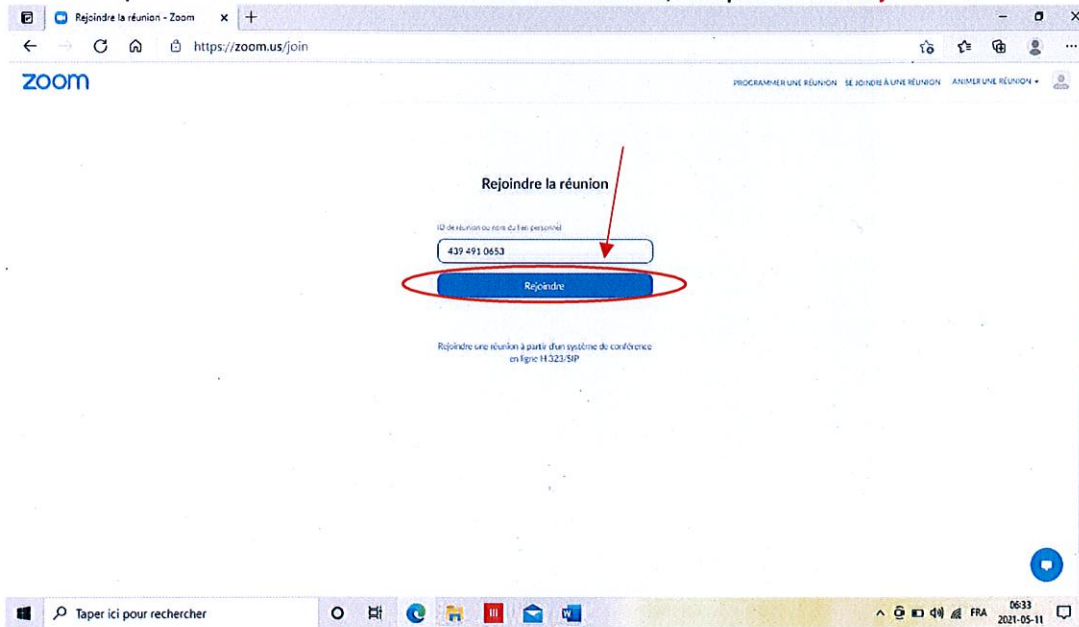 Rejoindre la réunion - Zoom
https://zoom.us/join
zoom
PROGRAMMER UNE RÉUNION SE JOINDRE À UNE RÉUNION ANIMER UNE RÉUNION
Rejoindre la réunion
ID de réunion ou nom du lien personnel
439 491 0653
Rejoindre
Rejoindre une réunion à partir d'un système de conférence
en ligne H.323/SIP
Taper ici pour rechercher
FRA
06:33
2021-05-11